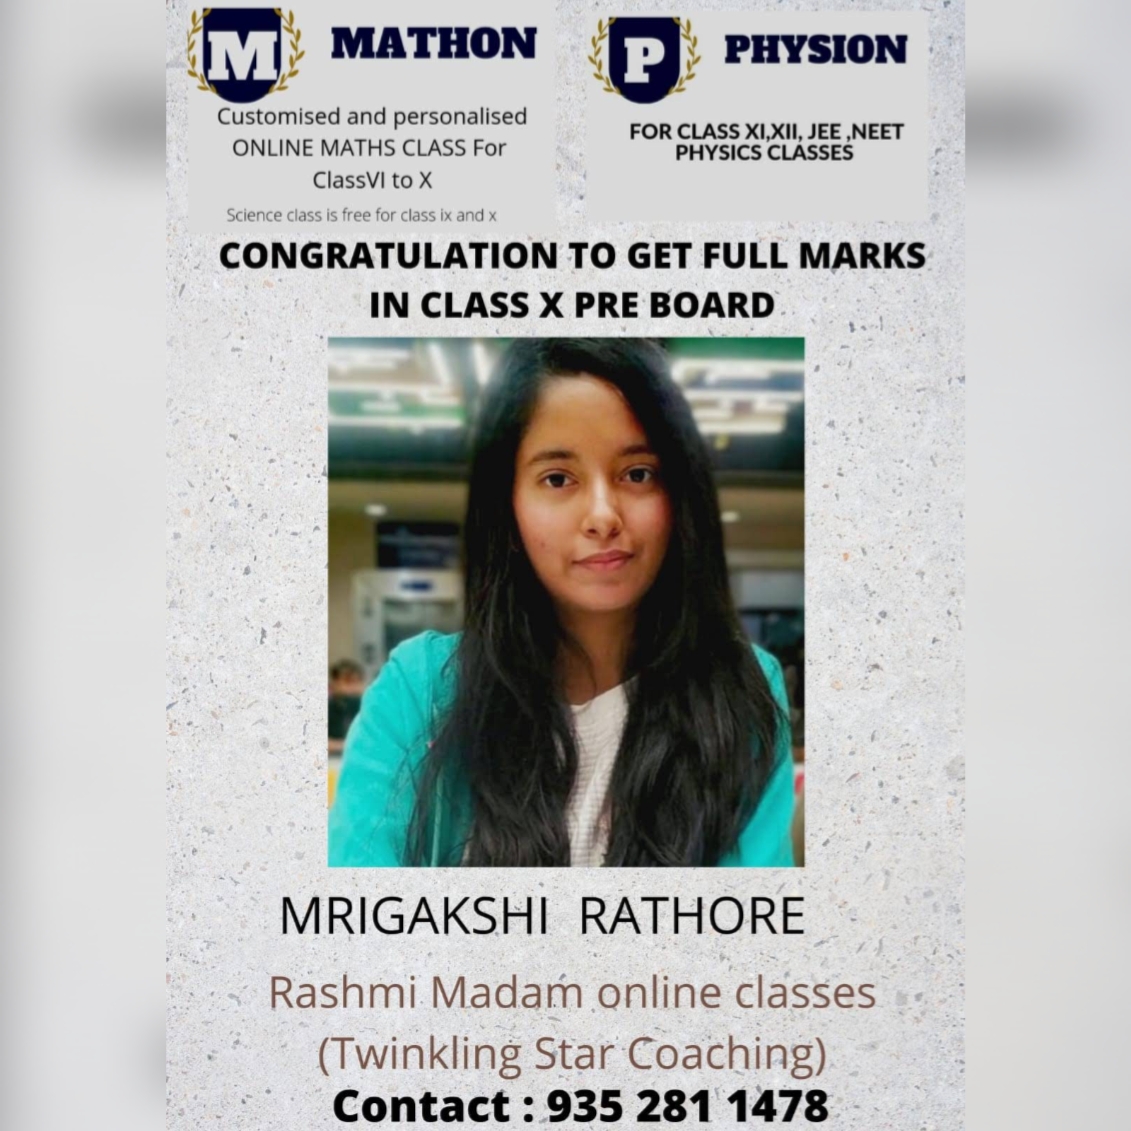 M MATHON
Customised and personalised
ONLINE MATHS CLASS For
ClassVI to X
Science class is free for class ix and x
P PHYSION
FOR CLASS XI,XII, JEE ,NEET
PHYSICS CLASSES
CONGRATULATION TO GET FULL MARKS
IN CLASS X PRE BOARD
MRIGAKSHI RATHORE
Rashmi Madam online classes
(Twinkling Star Coaching)
Contact : 935 281 1478